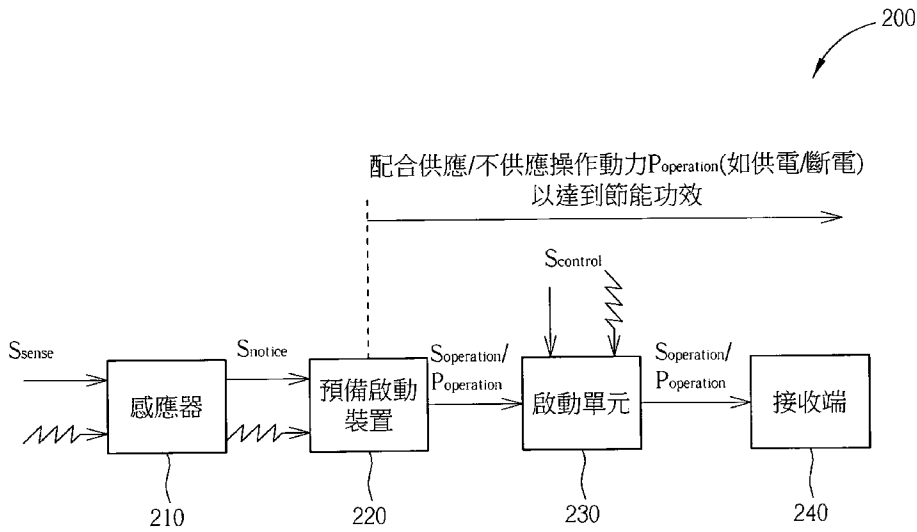 200
配合供應/不供應操作動力Poperation(如供電/斷電)
以達到節能功效
Scontrol
Ssense
Snotice
Soperation/
Poperation
Soperation/
Poperation
感應器
預備啟動
裝置
啟動單元
接收端
210
220
230
240